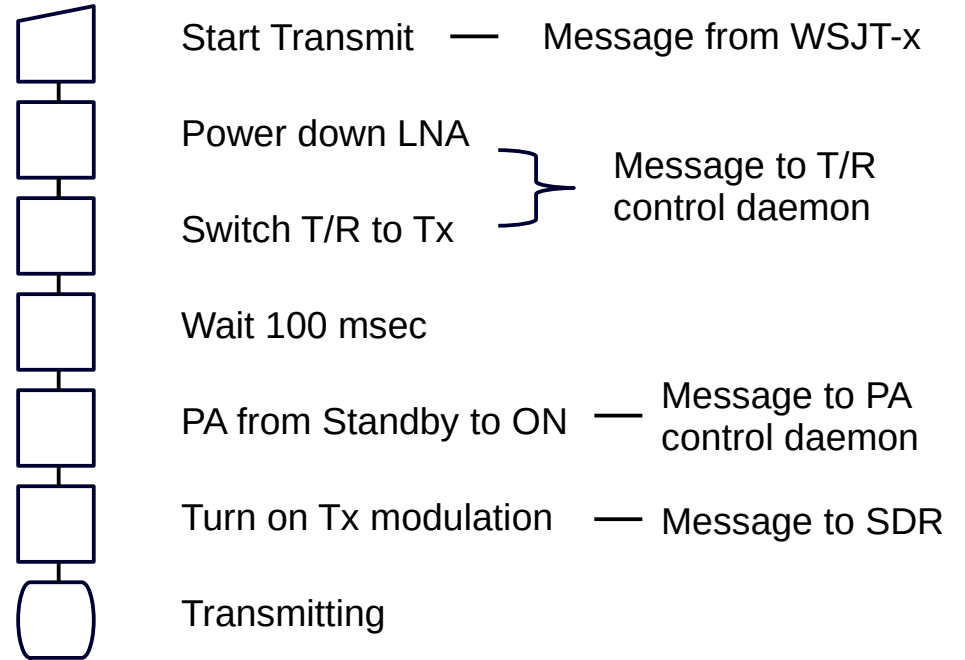 Start Transmit — Message from WSJT-x
Power down LNA
Message to T/R
control daemon
Switch T/R to Tx
Wait 100 msec
PA from Standby to ON — Message to PA
control daemon
Turn on Tx modulation — Message to SDR
Transmitting